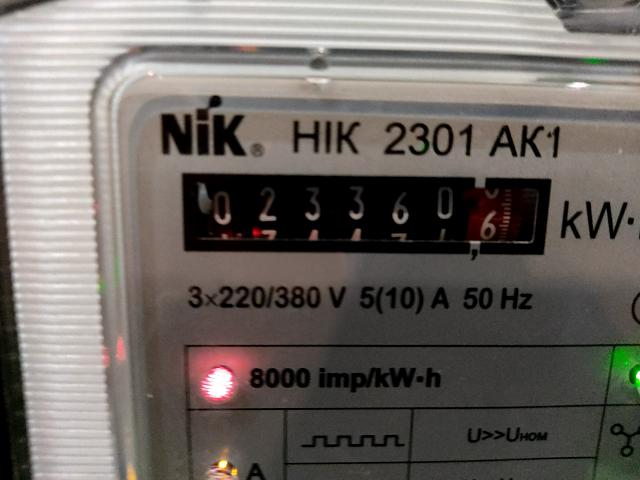 NiK® НІК 2301 АК1
0 2 3 3 6 0 6 kW·
3×220/380 V 5(10) A 50 Hz
8000 imp/kW·h
A
U>>Uном